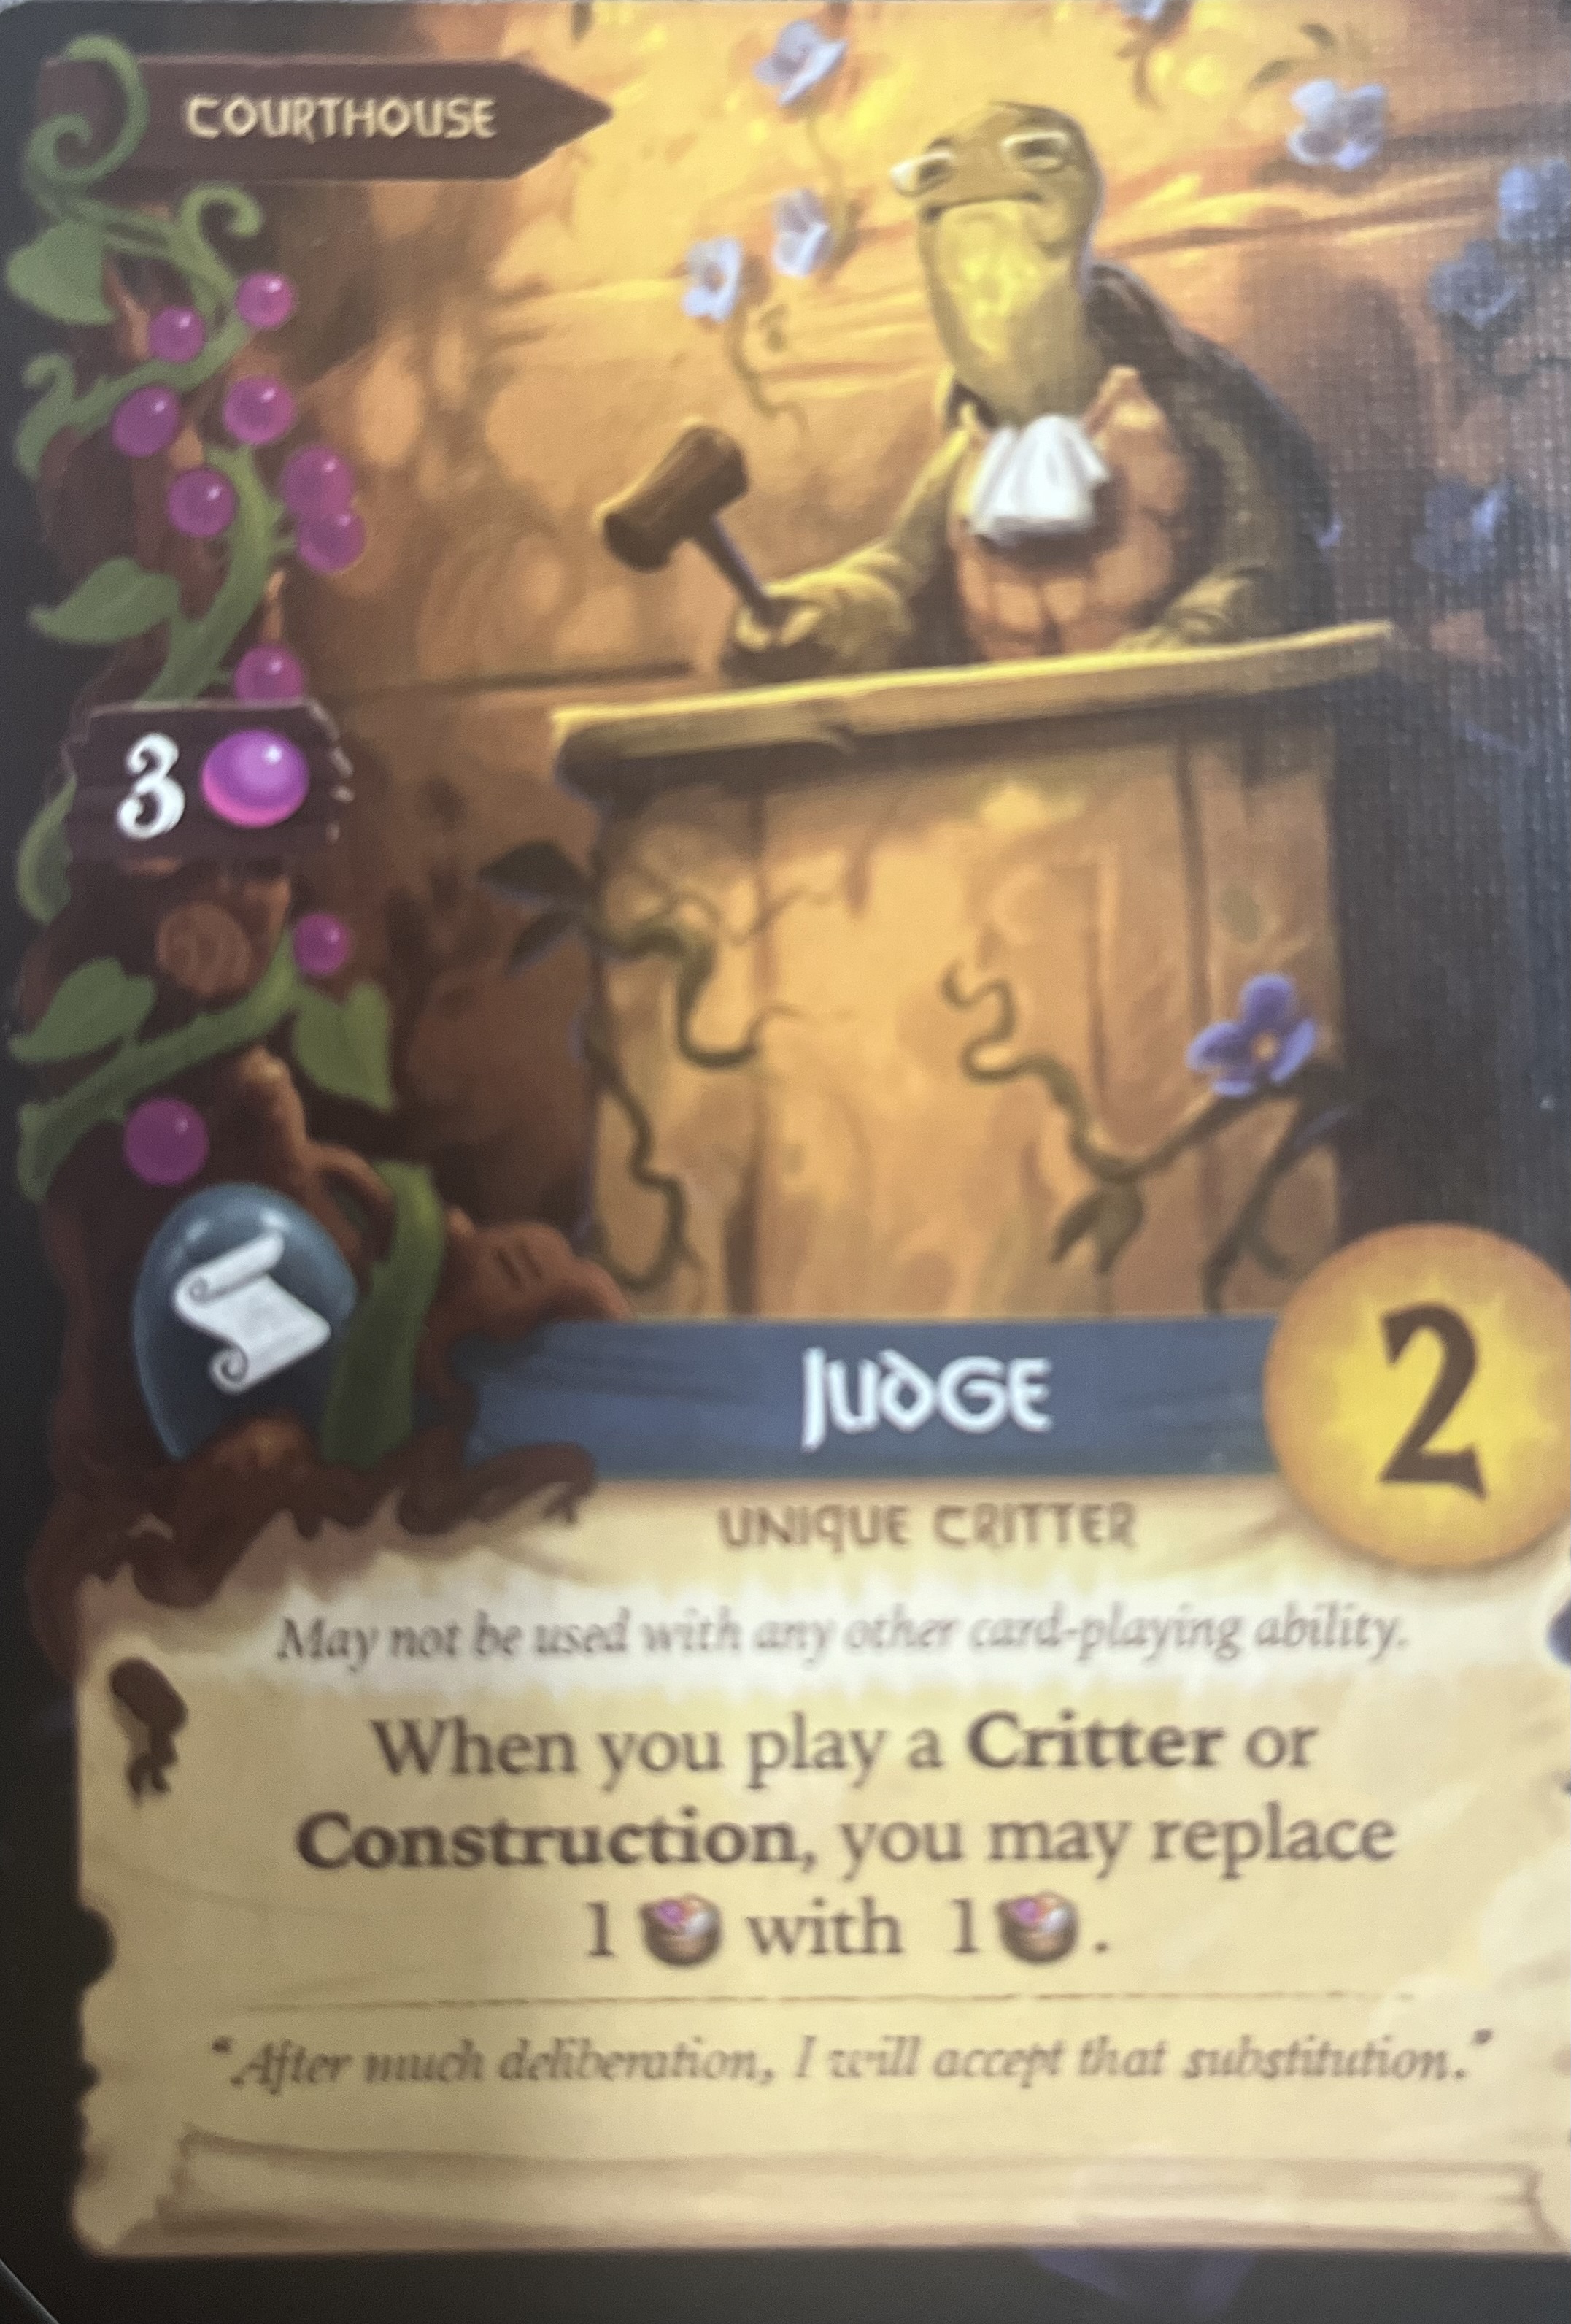 COURTHOUSE
3
JUDGE
2
UNIQUE CRITTER
May not be used with any other card-playing ability.
When you play a Critter or
Construction, you may replace
1 with 1 .
"After much deliberation, I will accept that substitution."